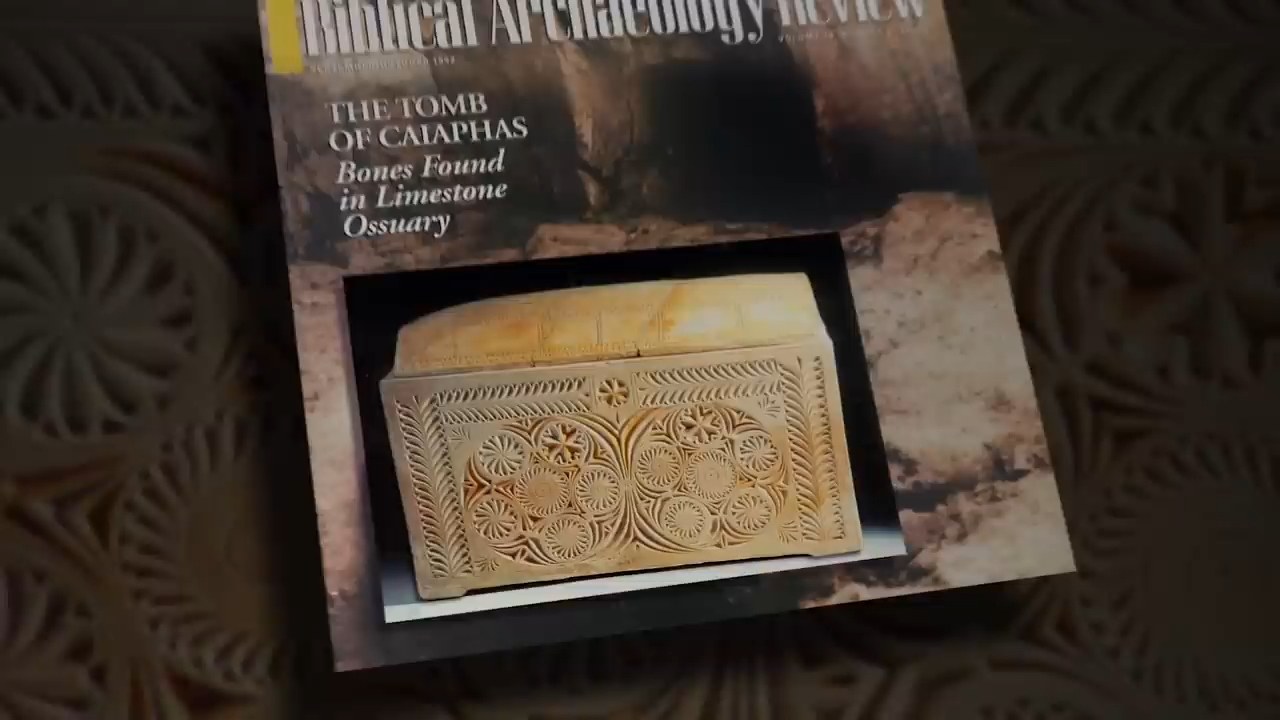 Biblical Archaeology Review
THE TOMB
OF CAIAPHAS
Bones Found
in Limestone
Ossuary